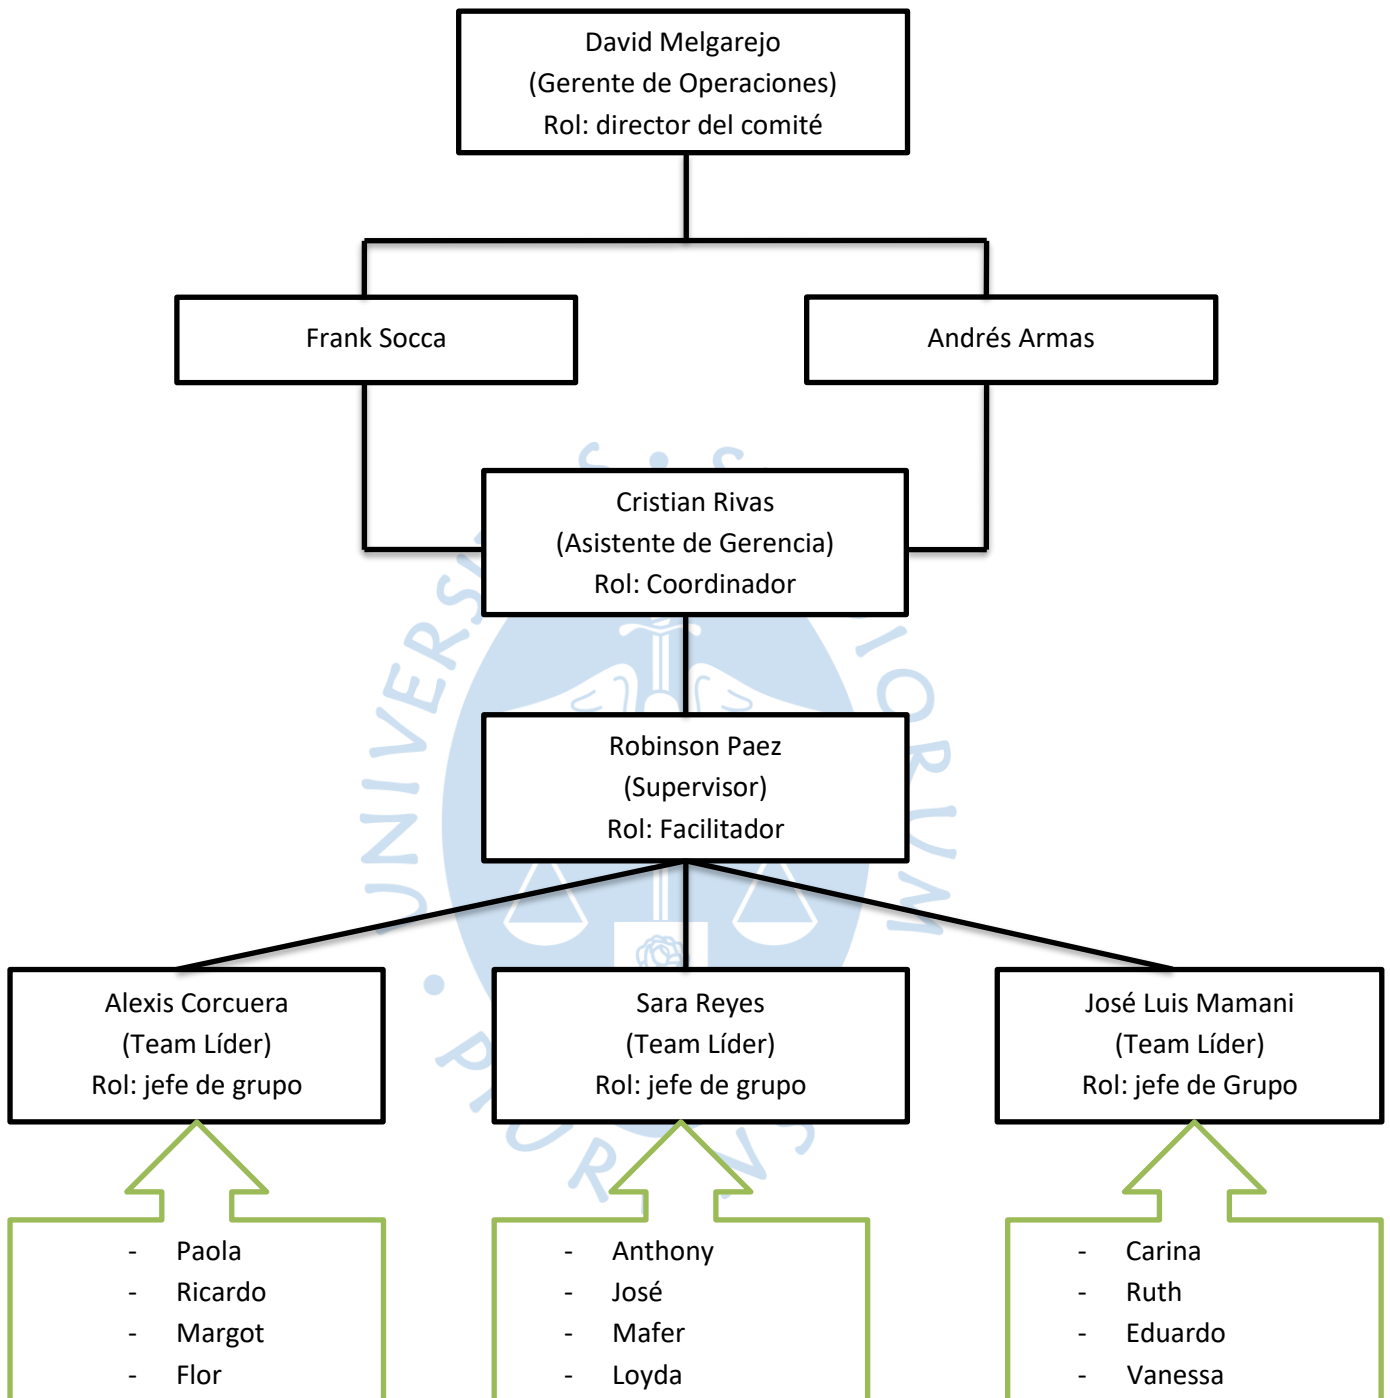 David Melgarejo
(Gerente de Operaciones)
Rol: director del comité
Frank Socca
Andrés Armas
Cristian Rivas
(Asistente de Gerencia)
Rol: Coordinador
Robinson Paez
(Supervisor)
Rol: Facilitador
Alexis Corcuera
(Team Líder)
Rol: jefe de grupo
Sara Reyes
(Team Líder)
Rol: jefe de grupo
José Luis Mamani
(Team Líder)
Rol: jefe de Grupo
- Paola
- Ricardo
- Margot
- Flor
- Anthony
- José
- Mafer
- Loyda
- Carina
- Ruth
- Eduardo
- Vanessa